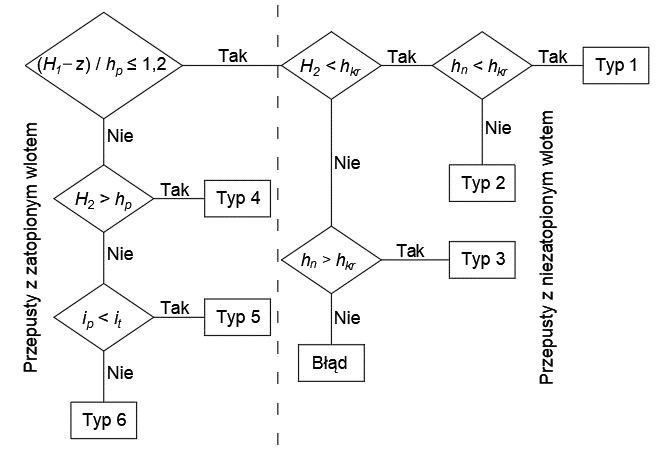 (H₁−z) / hₚ ≤ 1,2
Tak
H₂ < hₖᵣ
Tak
hₙ < hₖᵣ
Tak
Typ 1
Nie
Nie
Nie
Typ 2
H₂ > hₚ
Tak
Typ 4
Nie
hₙ > hₖᵣ
Tak
Typ 3
iₚ < iₜ
Tak
Typ 5
Nie
Nie
Błąd
Typ 6
Przepusty z zatopionym wlotem
Przepusty z niezatopionym wlotem